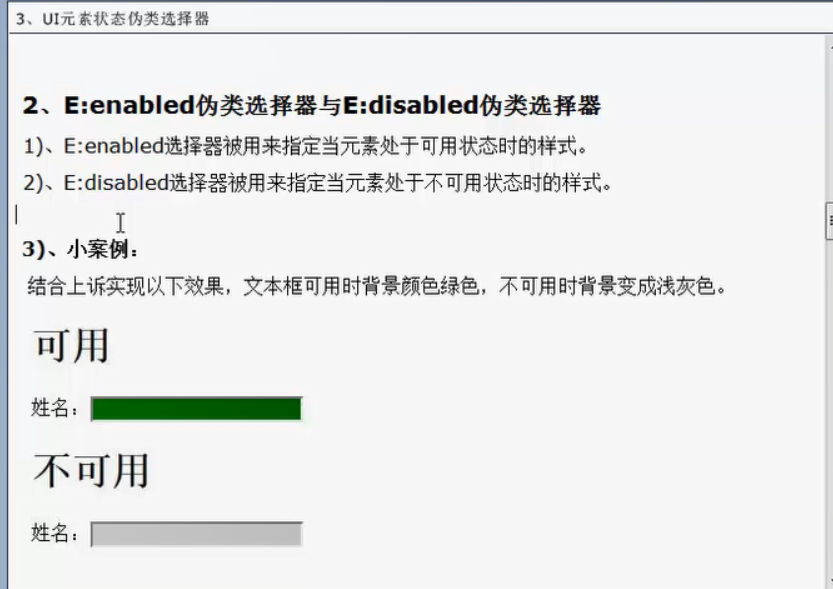 3、UI元素状态伪类选择器
2、E:enabled伪类选择器与E:disabled伪类选择器
1)、E:enabled选择器被用来指定当元素处于可用状态时的样式。
2)、E:disabled选择器被用来指定当元素处于不可用状态时的样式。
3)、小案例：
结合上诉实现以下效果，文本框可用时背景颜色绿色，不可用时背景变成浅灰色。
可用
姓名：
不可用
姓名：